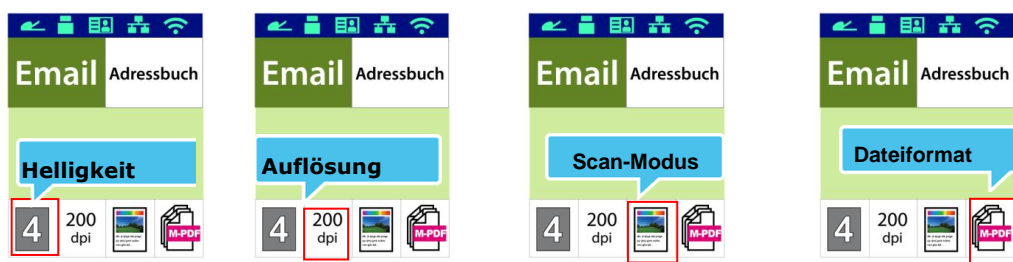 Email Adressbuch
Helligkeit
4 200 dpi M-PDF
Email Adressbuch
Auflösung
4 200 dpi M-PDF
Email Adressbuch
Scan-Modus
4 200 dpi M-PDF
Email Adressbuch
Dateiformat
4 200 dpi M-PDF